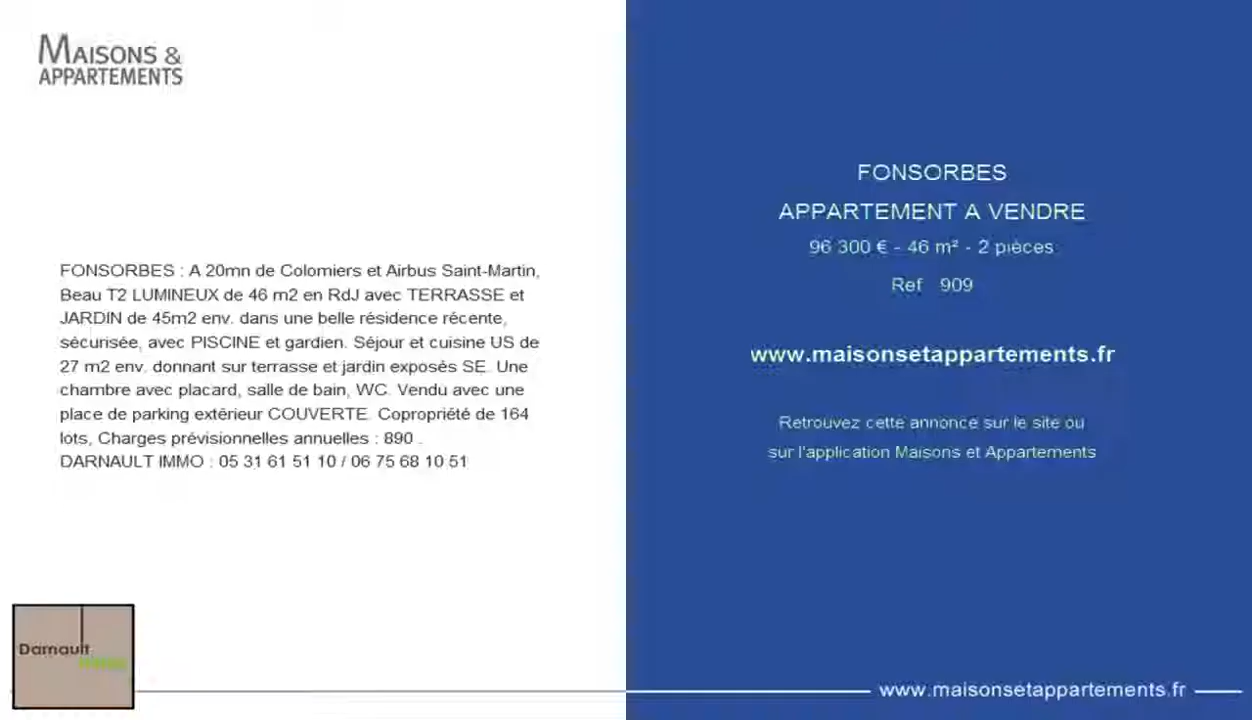 MAISONS &
APPARTEMENTS
FONSORBES : A 20mn de Colomiers et Airbus Saint-Martin,
Beau T2 LUMINEUX de 46 m2 en RdJ avec TERRASSE et
JARDIN de 45m2 env. dans une belle résidence récente,
sécurisée, avec PISCINE et gardien. Séjour et cuisine US de
27 m2 env. donnant sur terrasse et jardin exposés SE. Une
chambre avec placard, salle de bain, WC. Vendu avec une
place de parking extérieur COUVERTE. Copropriété de 164
lots, Charges prévisionnelles annuelles : 890 .
DARNAULT IMMO : 05 31 61 51 10 / 06 75 68 10 51
Darnault
FONSORBES
APPARTEMENT A VENDRE
96 300 € - 46 m² - 2 pièces
Ref 909
www.maisonsetappartements.fr
Retrouvez cette annonce sur le site ou
sur l'application Maisons et Appartements
www.maisonsetappartements.fr